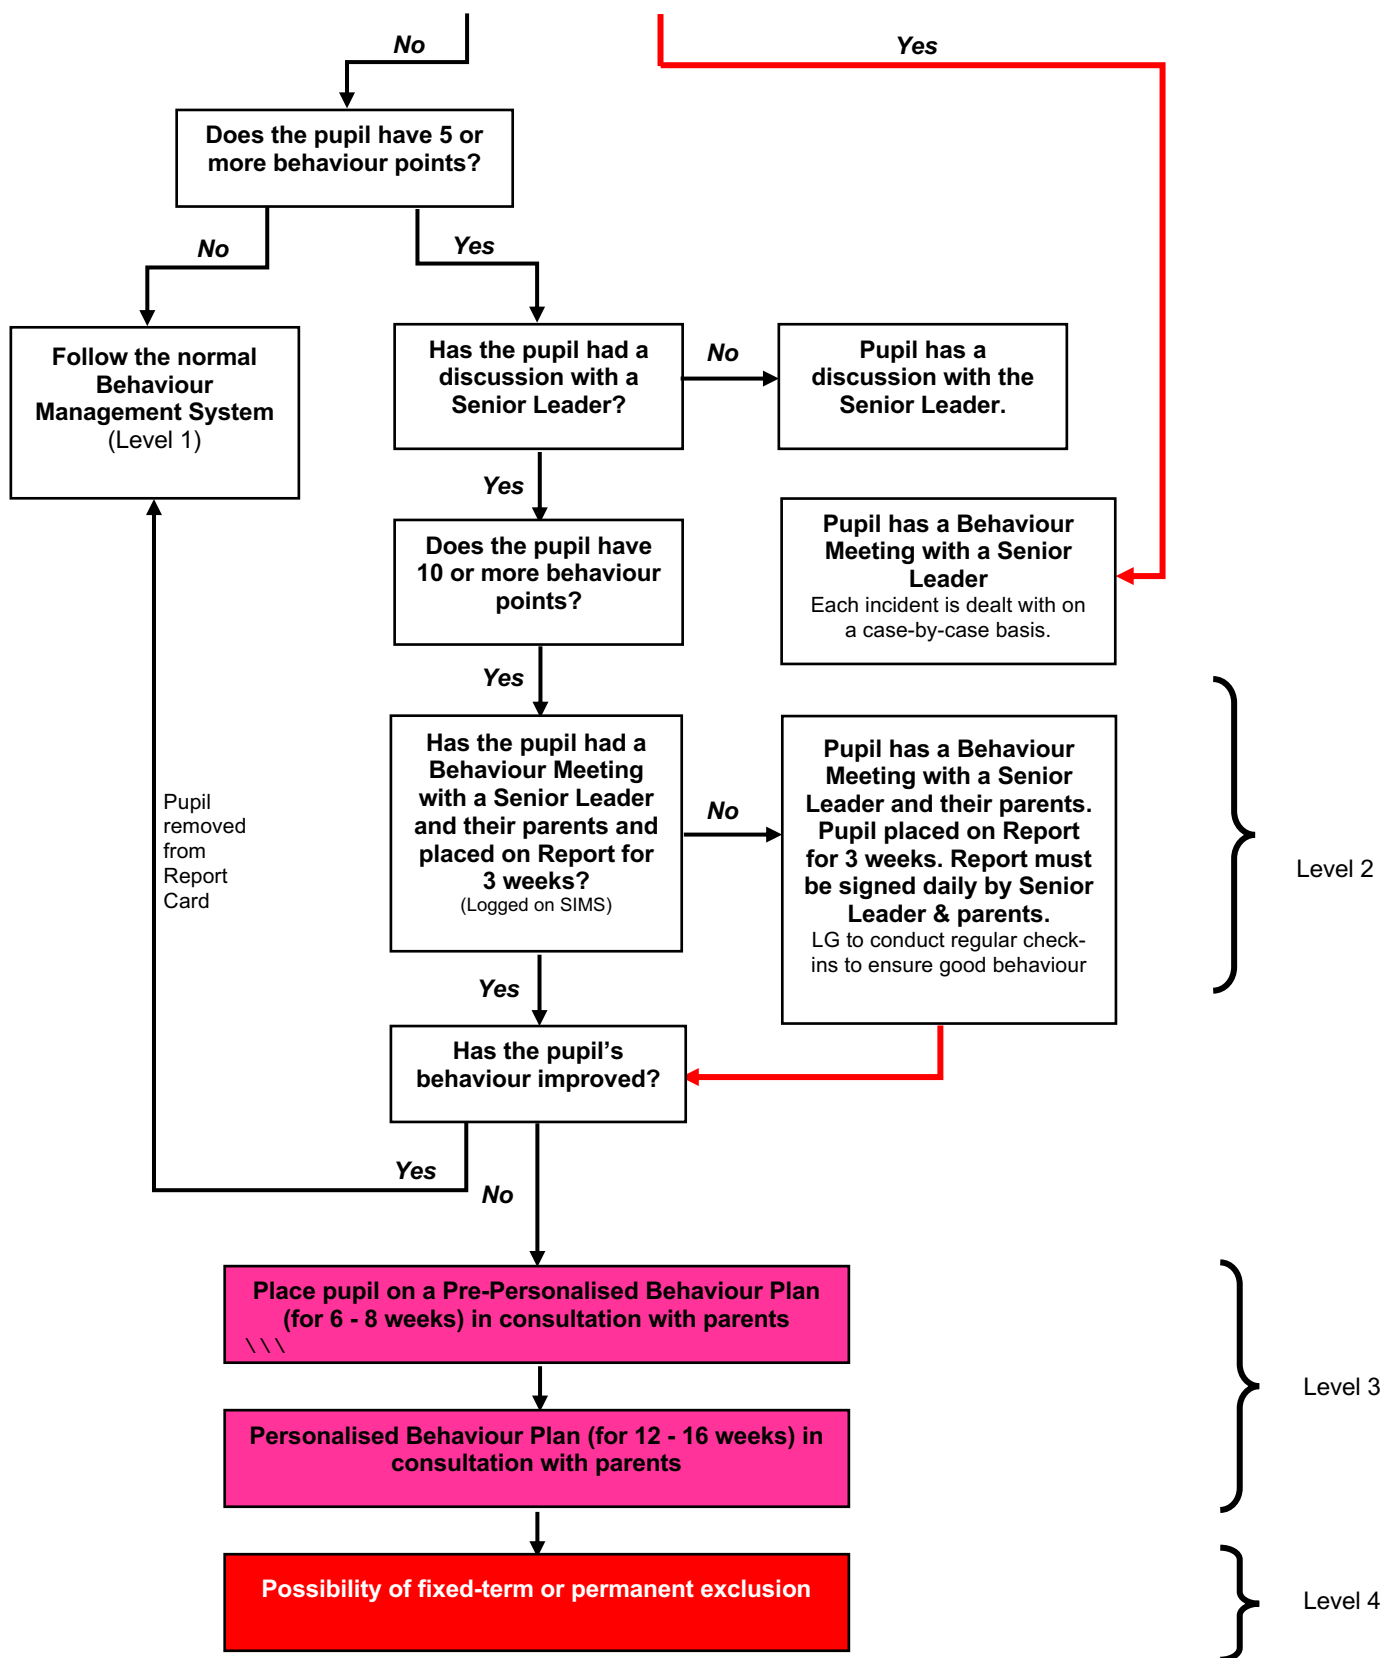 No
Yes
Does the pupil have 5 or
more behaviour points?
No
Yes
Follow the normal
Behaviour
Management System
(Level 1)
Has the pupil had a
discussion with a
Senior Leader?
No
Pupil has a
discussion with the
Senior Leader.
Yes
Does the pupil have
10 or more behaviour
points?
Pupil has a Behaviour
Meeting with a Senior
Leader
Each incident is dealt with on
a case-by-case basis.
Yes
Has the pupil had a
Behaviour Meeting
with a Senior Leader
and their parents and
placed on Report for
3 weeks?
(Logged on SIMS)
No
Pupil has a Behaviour
Meeting with a Senior
Leader and their parents.
Pupil placed on Report
for 3 weeks. Report must
be signed daily by Senior
Leader & parents.
LG to conduct regular check-
ins to ensure good behaviour
Level 2
Pupil
removed
from
Report
Card
Yes
Has the pupil’s
behaviour improved?
Yes
No
Place pupil on a Pre-Personalised Behaviour Plan
(for 6 - 8 weeks) in consultation with parents
\ \ \
Personalised Behaviour Plan (for 12 - 16 weeks) in
consultation with parents
Level 3
Possibility of fixed-term or permanent exclusion
Level 4